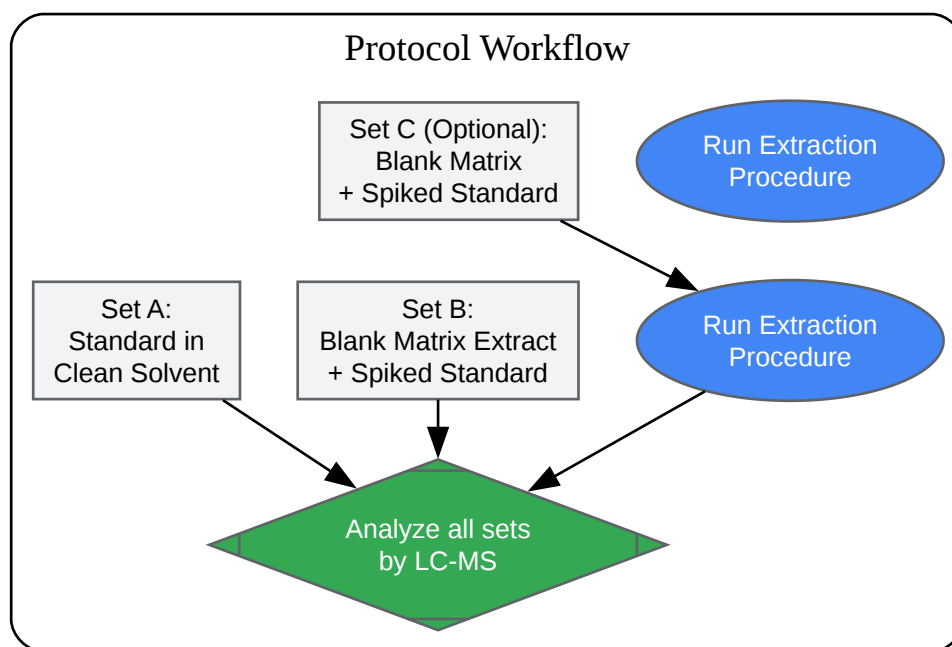 Protocol Workflow
Set C (Optional):
Blank Matrix
+ Spiked Standard
Run Extraction
Procedure
Set A:
Standard in
Clean Solvent
Set B:
Blank Matrix Extract
+ Spiked Standard
Run Extraction
Procedure
Analyze all sets
by LC-MS